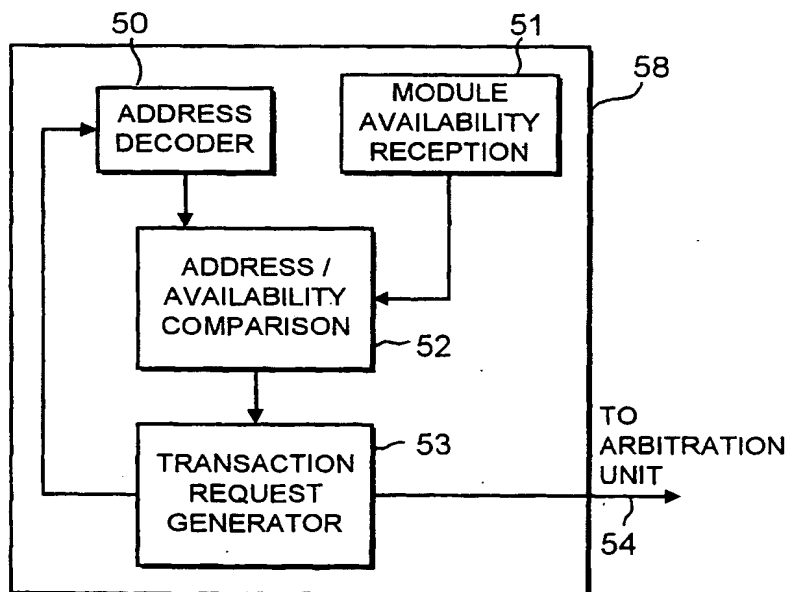 50
51
58
ADDRESS
DECODER
MODULE
AVAILABILITY
RECEPTION
ADDRESS /
AVAILABILITY
COMPARISON
52
53
TRANSACTION
REQUEST
GENERATOR
TO
ARBITRATION
UNIT
54